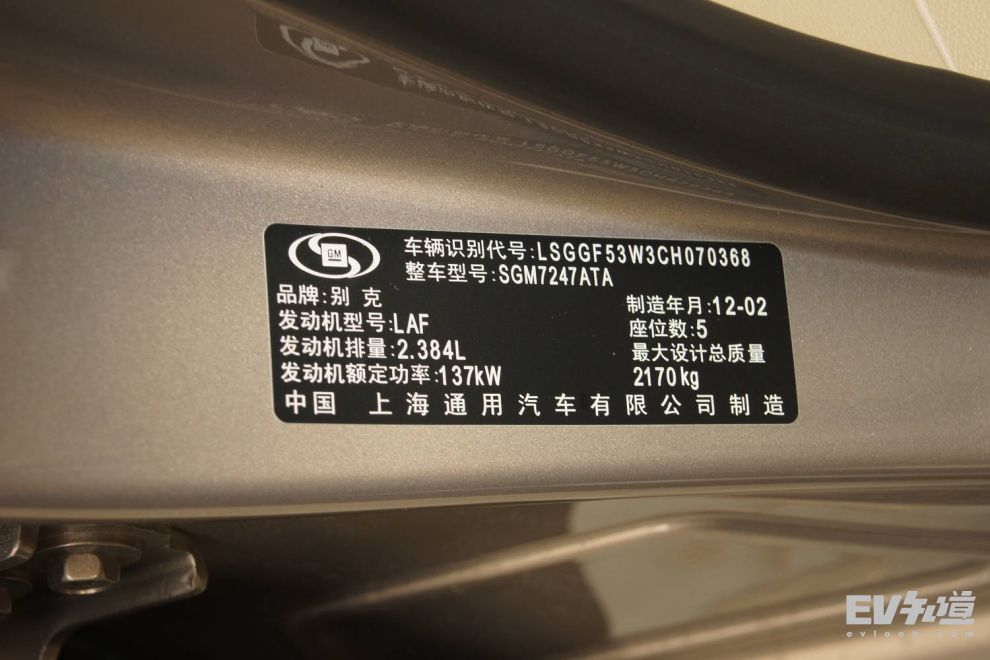 GM
车辆识别代号:LSGGF53W3CH070368
整车型号:SGM7247ATA
品牌:别 克
制造年月:12-02
发动机型号:LAF
座位数:5
发动机排量:2.384L
最大设计总质量
发动机额定功率:137kW
2170kg
中国 上海通用汽车有限公司制造
EV知道
evlook.com